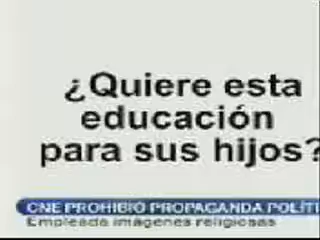 ¿Quiere esta
educación
para sus hijos?
CNE PROHIBIÓ PROPAGANDA POLÍTI
Empleada imágenes religiosas